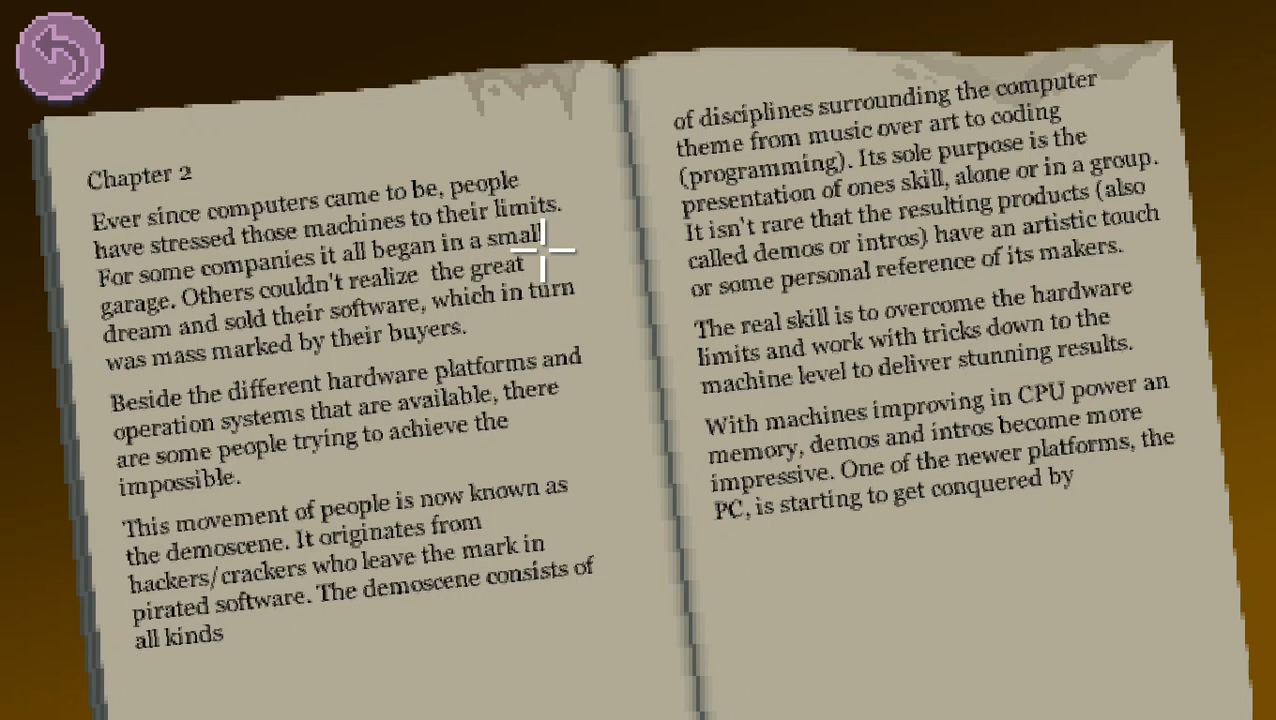 Chapter 2
Ever since computers came to be, people
have stressed those machines to their limits.
For some companies it all began in a small
garage. Others couldn't realize the great
dream and sold their software, which in turn
was mass marked by their buyers.
Beside the different hardware platforms and
operation systems that are available, there
are some people trying to achieve the
impossible.
This movement of people is now known as
the demoscene. It originates from
hackers/crackers who leave the mark in
pirated software. The demoscene consists of
all kinds
of disciplines surrounding the computer
theme from music over art to coding
(programming). Its sole purpose is the
presentation of ones skill, alone or in a group.
It isn't rare that the resulting products (also
called demos or intros) have an artistic touch
or some personal reference of its makers.
The real skill is to overcome the hardware
limits and work with tricks down to the
machine level to deliver stunning results.
With machines improving in CPU power an
memory, demos and intros become more
impressive. One of the newer platforms, the
PC, is starting to get conquered by